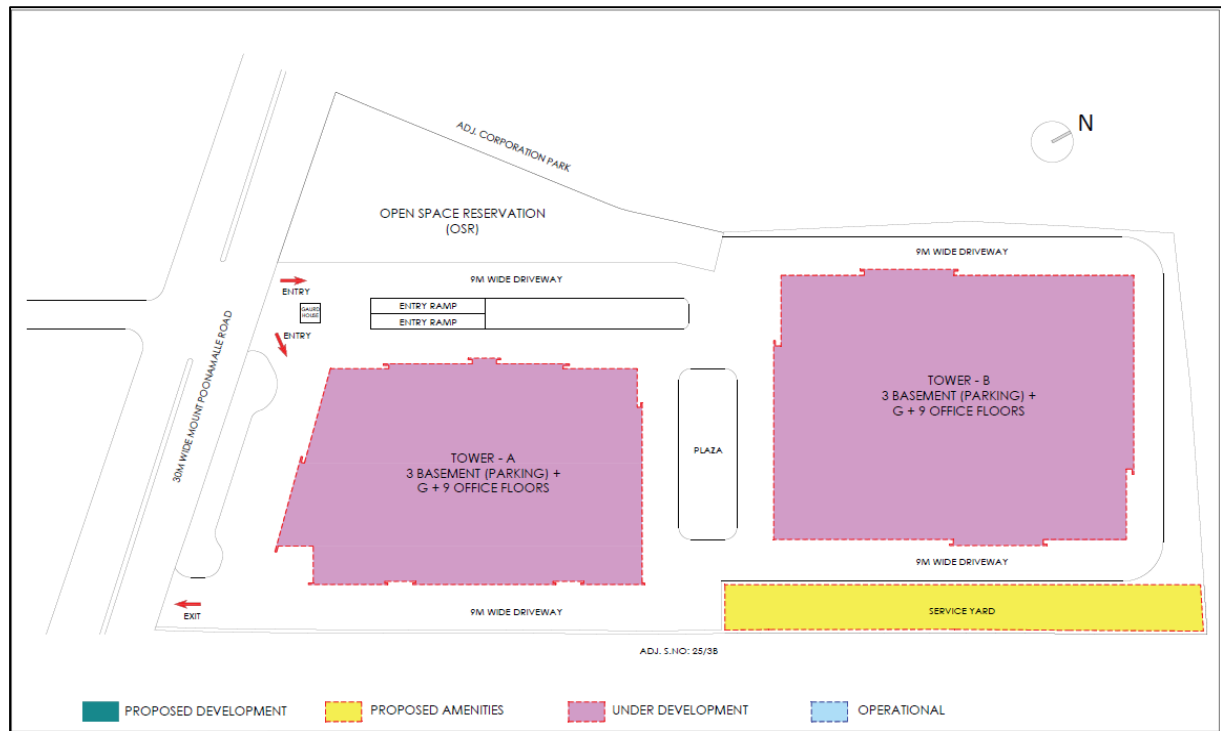 N
ADJ. CORPORATION PARK
OPEN SPACE RESERVATION
(OSR)
9M WIDE DRIVEWAY
9M WIDE DRIVEWAY
ENTRY
GAURD
HOUSE
ENTRY RAMP
ENTRY RAMP
ENTRY
30M WIDE MOUNT POONAMALLE ROAD
TOWER - A
3 BASEMENT (PARKING) +
G + 9 OFFICE FLOORS
PLAZA
TOWER - B
3 BASEMENT (PARKING) +
G + 9 OFFICE FLOORS
9M WIDE DRIVEWAY
EXIT
9M WIDE DRIVEWAY
SERVICE YARD
ADJ. S.NO: 25/3B
PROPOSED DEVELOPMENT
PROPOSED AMENITIES
UNDER DEVELOPMENT
OPERATIONAL